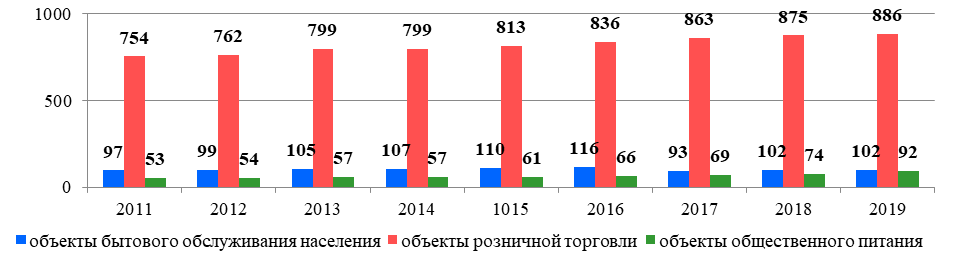 1000
754 762 799 799 813 836 863 875 886
500
97 53 99 54 105 57 107 57 110 61 116 66 93 69 102 74 102 92
0
2011 2012 2013 2014 1015 2016 2017 2018 2019
объекты бытового обслуживания населения объекты розничной торговли объекты общественного питания